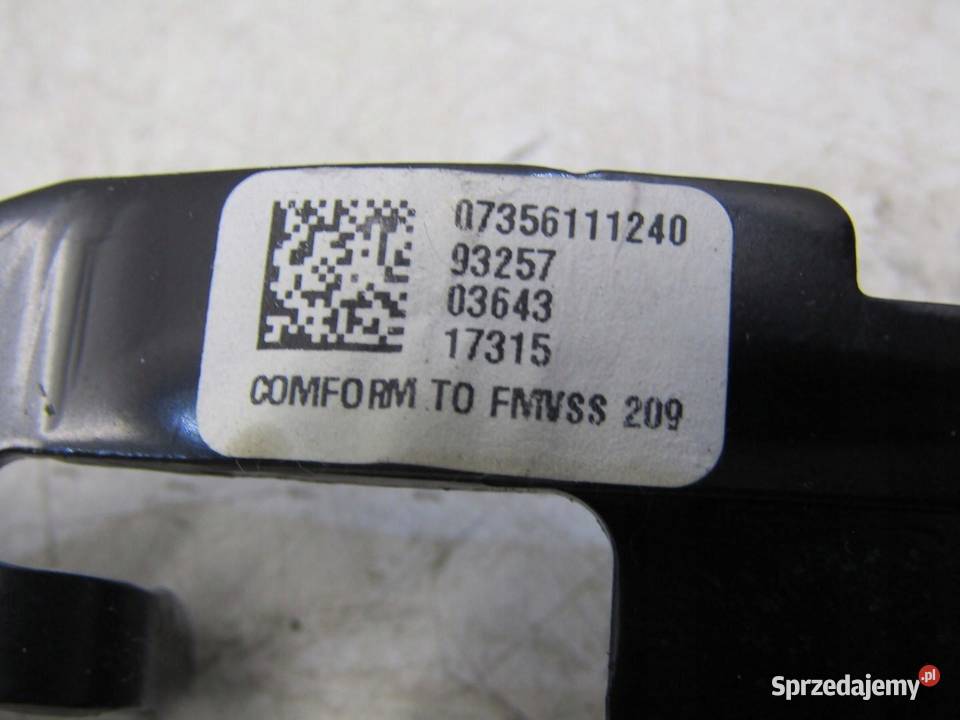 07356111240
93257
03643
17315
COMFORM TO FMVSS 209
Sprzedajemy.pl